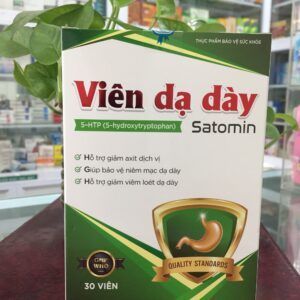 THỰC PHẨM BẢO VỆ SỨC KHỎE
Viên dạ dày
5-HTP (5-hydroxytryptophan)
Satomin
Hỗ trợ giảm axit dịch vị
Giúp bảo vệ niêm mạc dạ dày
Hỗ trợ giảm viêm loét dạ dày
GMP
WHO
30 VIÊN
QUALITY STANDARDS